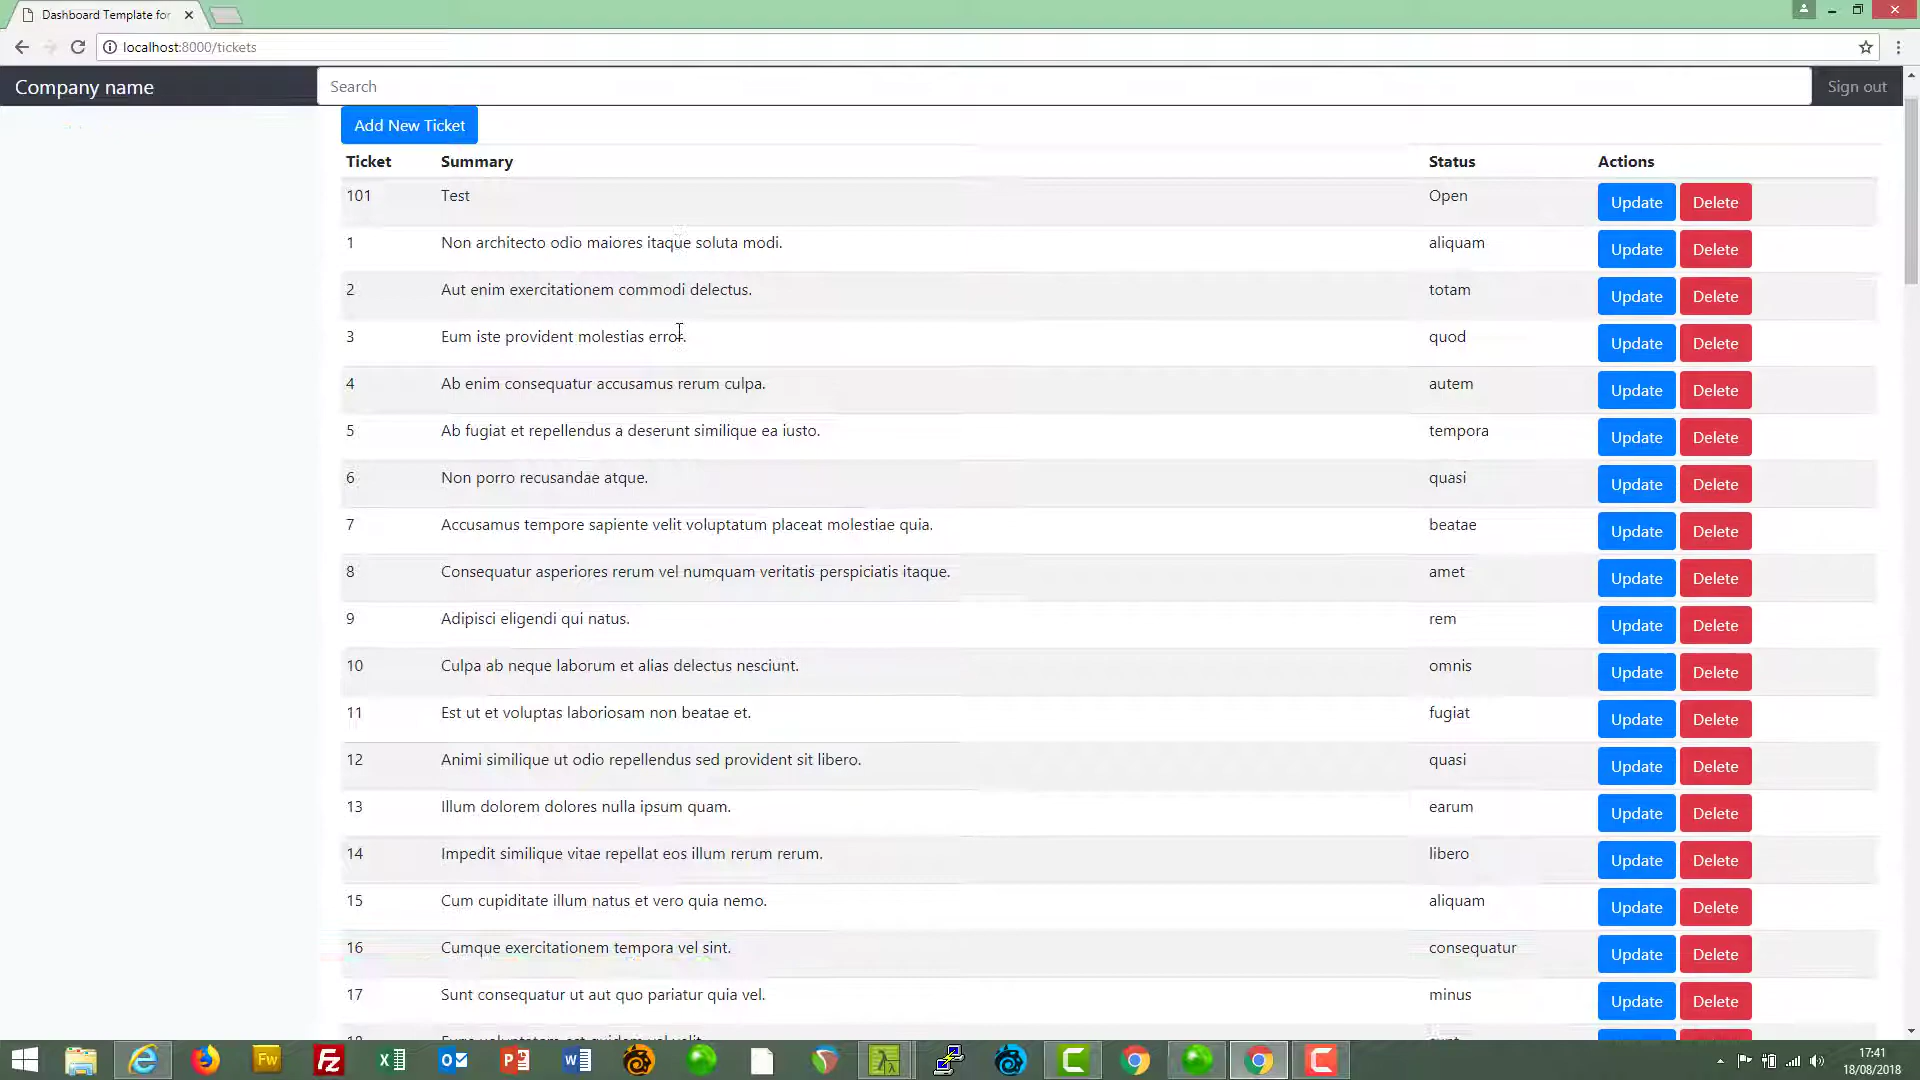 Dashboard Template for
localhost:8000/tickets
Company name Search Sign out
Add New Ticket
Ticket Summary Status Actions
101 Test Open Update Delete
1 Non architecto odio maiores itaque soluta modi. aliquam Update Delete
2 Aut enim exercitationem commodi delectus. totam Update Delete
3 Eum iste provident molestias error. quod Update Delete
4 Ab enim consequatur accusamus rerum culpa. autem Update Delete
5 Ab fugiat et repellendus a deserunt similique ea iusto. tempora Update Delete
6 Non porro recusandae atque. quasi Update Delete
7 Accusamus tempore sapiente velit voluptatum placeat molestiae quia. beatae Update Delete
8 Consequatur asperiores rerum vel numquam veritatis perspiciatis itaque. amet Update Delete
9 Adipisci eligendi qui natus. rem Update Delete
10 Culpa ab neque laborum et alias delectus nesciunt. omnis Update Delete
11 Est ut et voluptas laboriosam non beatae et. fugiat Update Delete
12 Animi similique ut odio repellendus sed provident sit libero. quasi Update Delete
13 Illum dolorem dolores nulla ipsum quam. earum Update Delete
14 Impedit similique vitae repellat eos illum rerum rerum. libero Update Delete
15 Cum cupiditate illum natus et vero quia nemo. aliquam Update Delete
16 Cumque exercitationem tempora vel sint. consequatur Update Delete
17 Sunt consequatur ut aut quo pariatur quia vel. minus Update Delete
Fw
17:41
18/08/2018